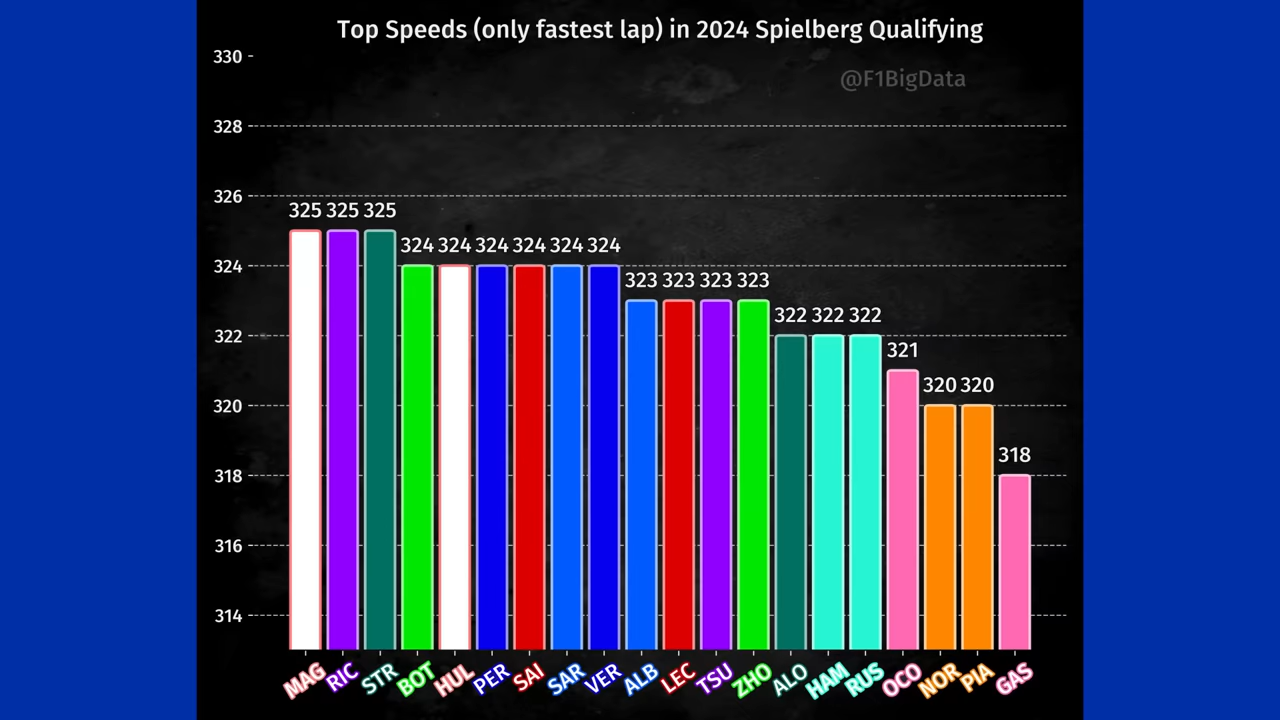 Top Speeds (only fastest lap) in 2024 Spielberg Qualifying
@F1BigData
330
328
326
324
322
320
318
316
314
325 325 325 324 324 324 324 324 324 323 323 323 323 322 322 322 321 320 320 318
MAG RIC STR BOT HUL PER SAI SAR VER ALB LEC TSU ZHO ALO HAM RUS OCO NOR PIA GAS